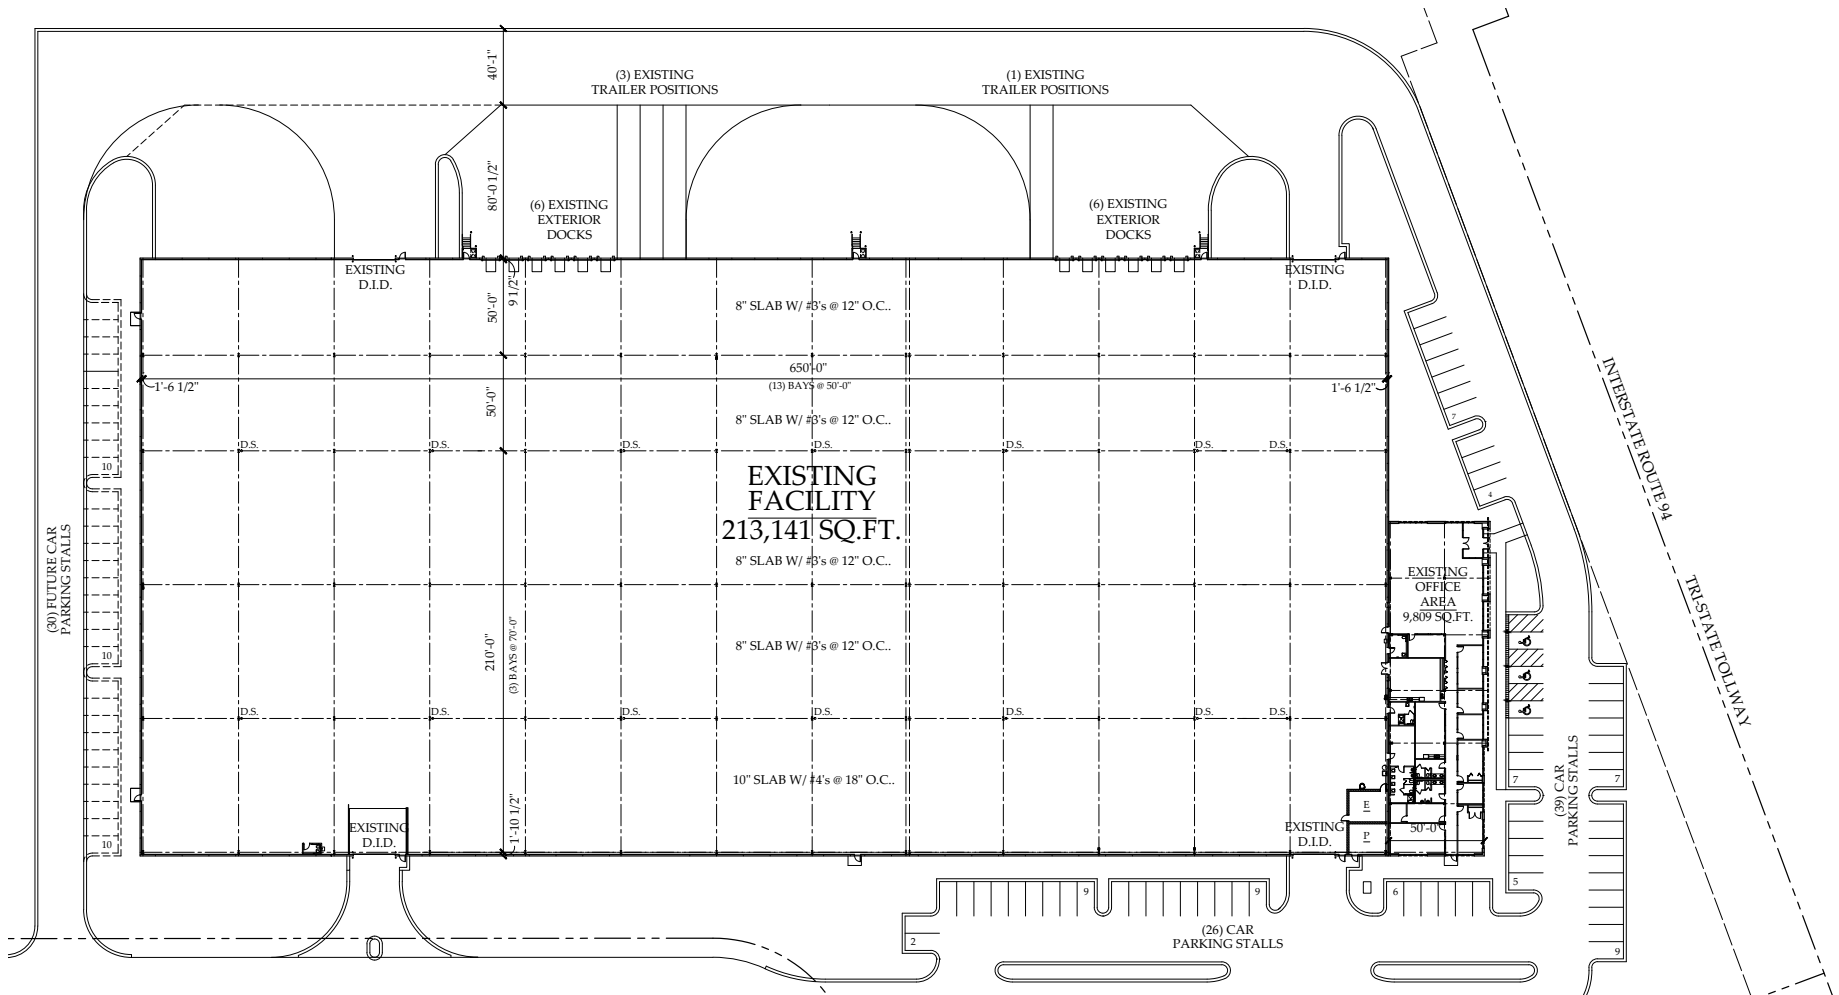 40'-1"
(3) EXISTING
TRAILER POSITIONS
(1) EXISTING
TRAILER POSITIONS
80'-0 1/2"
(6) EXISTING
EXTERIOR
DOCKS
(6) EXISTING
EXTERIOR
DOCKS
EXISTING
D.I.D.
EXISTING
D.I.D.
9 1/2"
50'-0"
8" SLAB W/ #3's @ 12" O.C..
650'-0"
(13) BAYS @ 50'-0"
1'-6 1/2"
1'-6 1/2"
50'-0"
8" SLAB W/ #3's @ 12" O.C..
7
D.S.
D.S.
D.S.
D.S.
D.S.
D.S.
D.S.
10
4
EXISTING
FACILITY
213,141 SQ.FT.
INTERSTATE ROUTE 94
8" SLAB W/ #3's @ 12" O.C..
(30) FUTURE CAR
PARKING STALLS
EXISTING
OFFICE
AREA
9,809 SQ.FT.
TRI-STATE TOLLWAY
210'-0"
(3) BAYS @ 70'-0"
8" SLAB W/ #3's @ 12" O.C..
10
D.S.
D.S.
D.S.
D.S.
D.S.
D.S.
D.S.
10" SLAB W/ #4's @ 18" O.C..
7
7
(39) CAR
PARKING STALLS
1'-10 1/2"
E
P
EXISTING
D.I.D.
EXISTING
D.I.D.
50'-0"
10
9
9
6
5
2
(26) CAR
PARKING STALLS
9